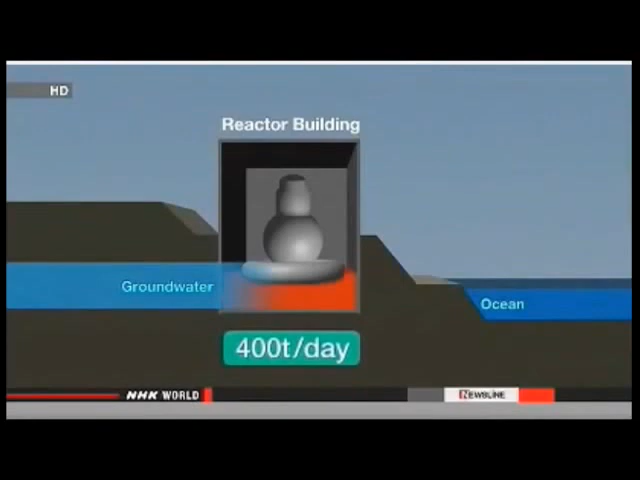 HD
Reactor Building
Groundwater
Ocean
400t/day
NHK WORLD
NEWSLINE